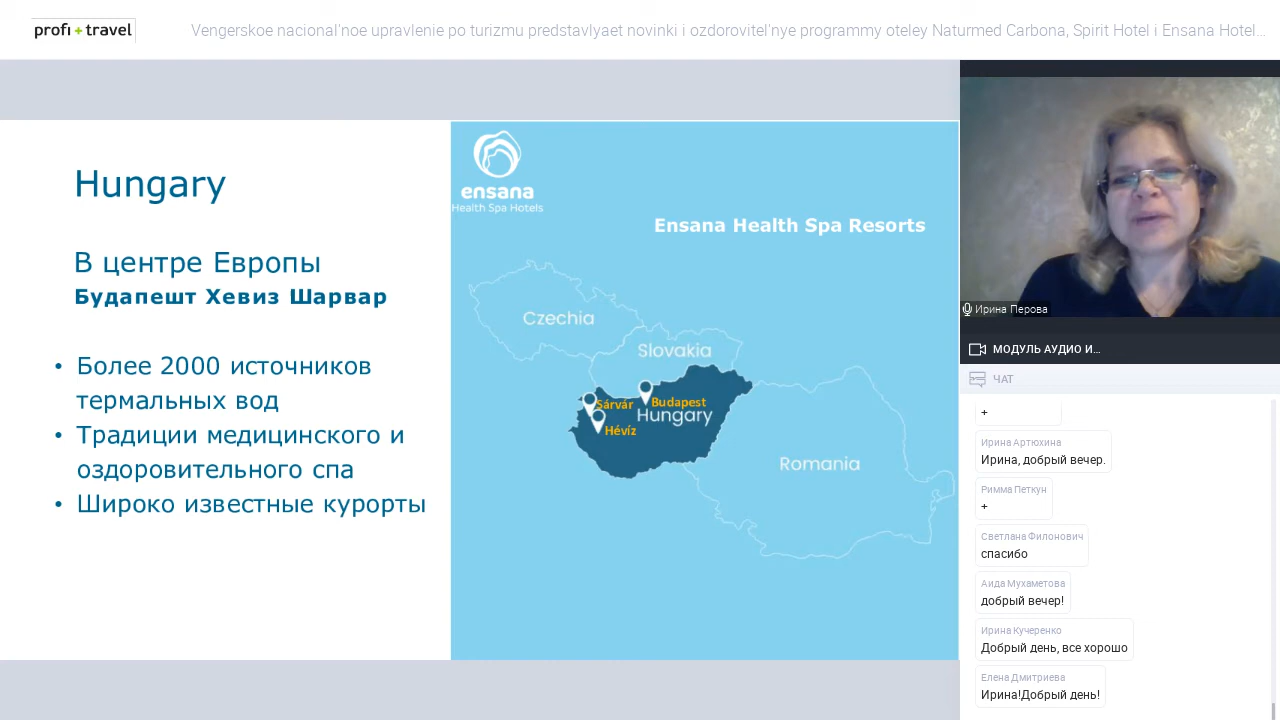 profi + travel
Vengerskoe nacional'noe upravlenie po turizmu predstavlyaet novinki i ozdorovitel'nye programmy oteley Naturmed Carbona, Spirit Hotel i Ensana Hotel…
Hungary
В центре Европы
Будапешт Хевиз Шарвар
• Более 2000 источников
термальных вод
• Традиции медицинского и
оздоровительного спа
• Широко известные курорты
ensana
Health Spa Hotels
Ensana Health Spa Resorts
Czechia
Slovakia
Sárvár
Budapest
Hungary
Hévíz
Romania
Ирина Перова
МОДУЛЬ АУДИО И…
ЧАТ
+
Ирина Артюхина
Ирина, добрый вечер.
Римма Петкун
+
Светлана Филонович
спасибо
Аида Мухаметова
добрый вечер!
Ирина Кучеренко
Добрый день, все хорошо
Елена Дмитриева
Ирина!Добрый день!